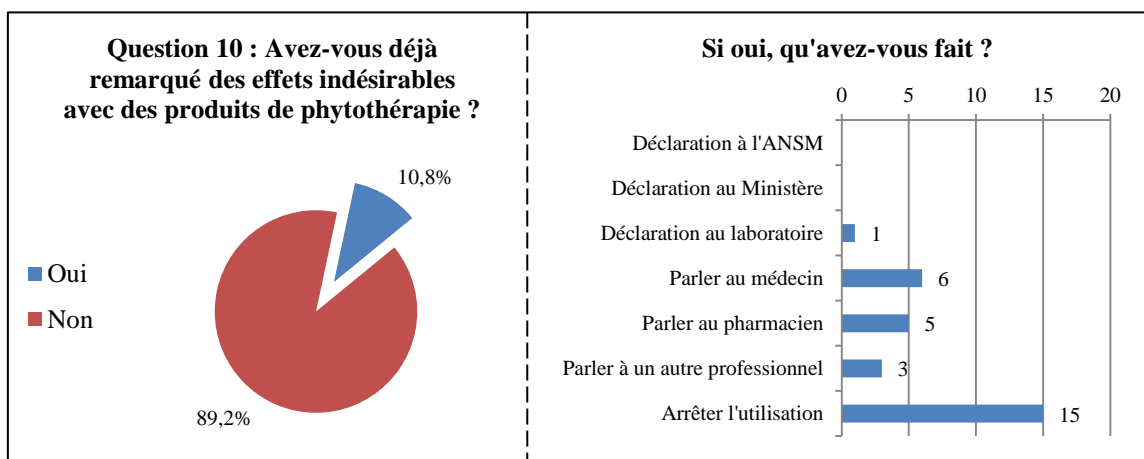 Question 10 : Avez-vous déjà
remarqué des effets indésirables
avec des produits de phytothérapie ?
10,8%
Oui
Non
89,2%
Si oui, qu'avez-vous fait ?
0 5 10 15 20
Déclaration à l'ANSM
Déclaration au Ministère
Déclaration au laboratoire 1
Parler au médecin 6
Parler au pharmacien 5
Parler à un autre professionnel 3
Arrêter l'utilisation 15